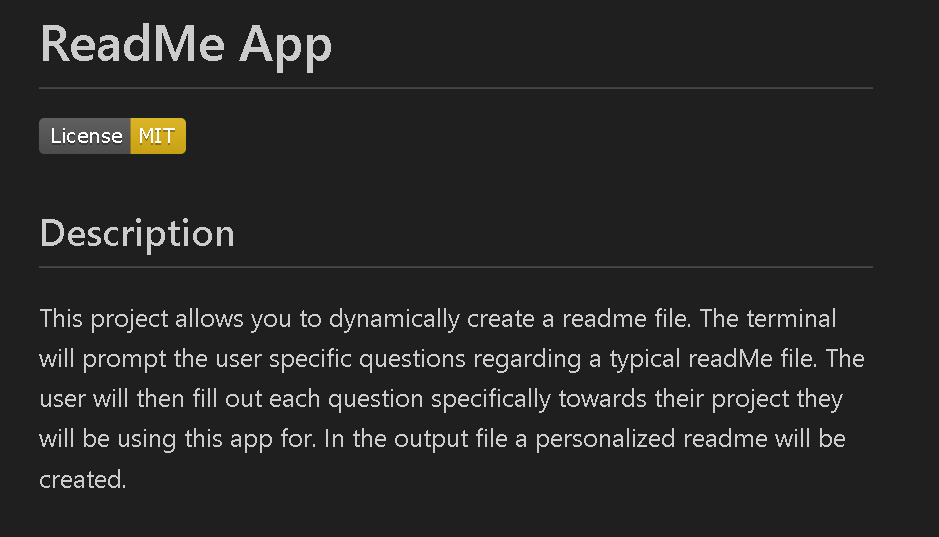 ReadMe App
License MIT
Description
This project allows you to dynamically create a readme file. The terminal
will prompt the user specific questions regarding a typical readMe file. The
user will then fill out each question specifically towards their project they
will be using this app for. In the output file a personalized readme will be
created.